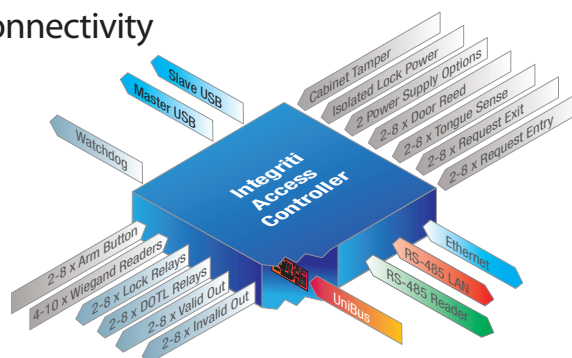 onnectivity
Slave USB
Master USB
Watchdog
Cabinet Tamper
Isolated Lock Power
2 Power Supply Options
2-8 x Door Reed
2-8 x Tongue Sense
2-8 x Request Exit
2-8 x Request Entry
Integriti
Access
Controller
2-8 x Arm Button
4-10 x Wiegand Readers
2-8 x Lock Relays
2-8 x DOTL Relays
2-8 x Valid Out
2-8 x Invalid Out
Ethernet
RS-485 LAN
RS-485 Reader
UniBus